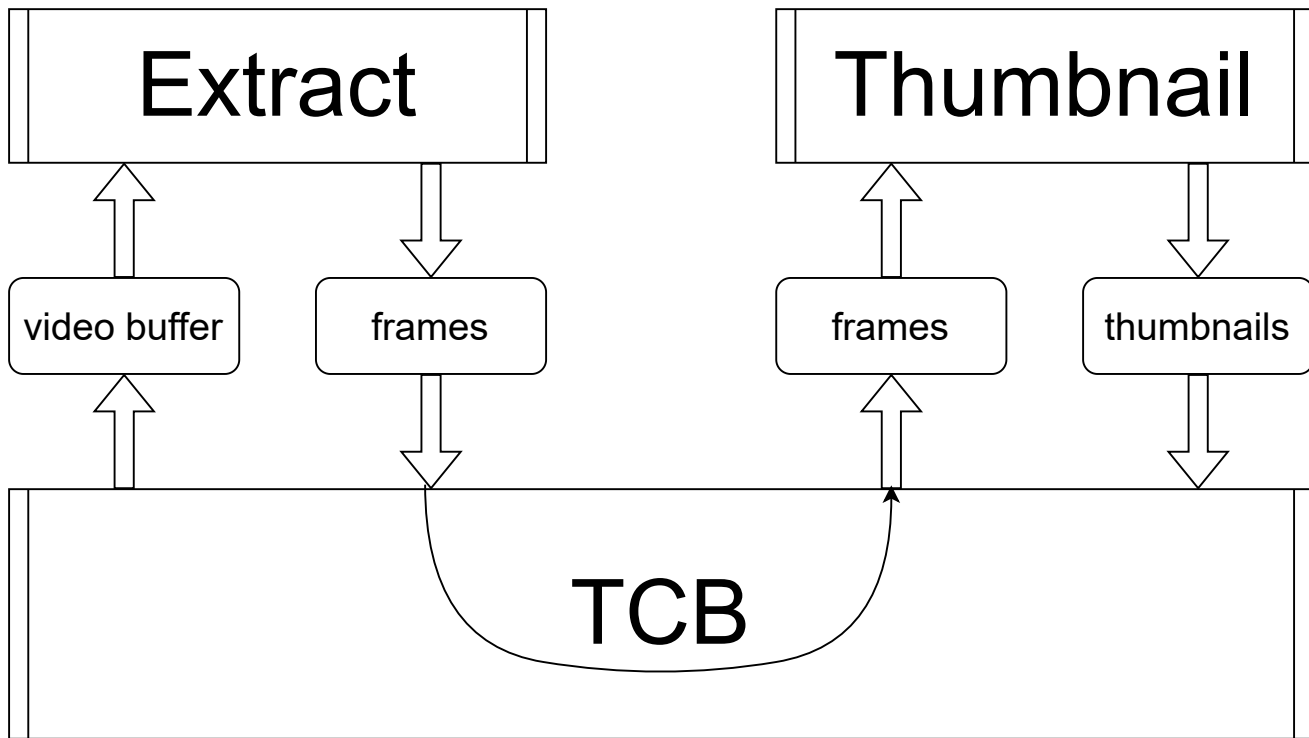 Extract
Thumbnail
video buffer
frames
frames
thumbnails
TCB